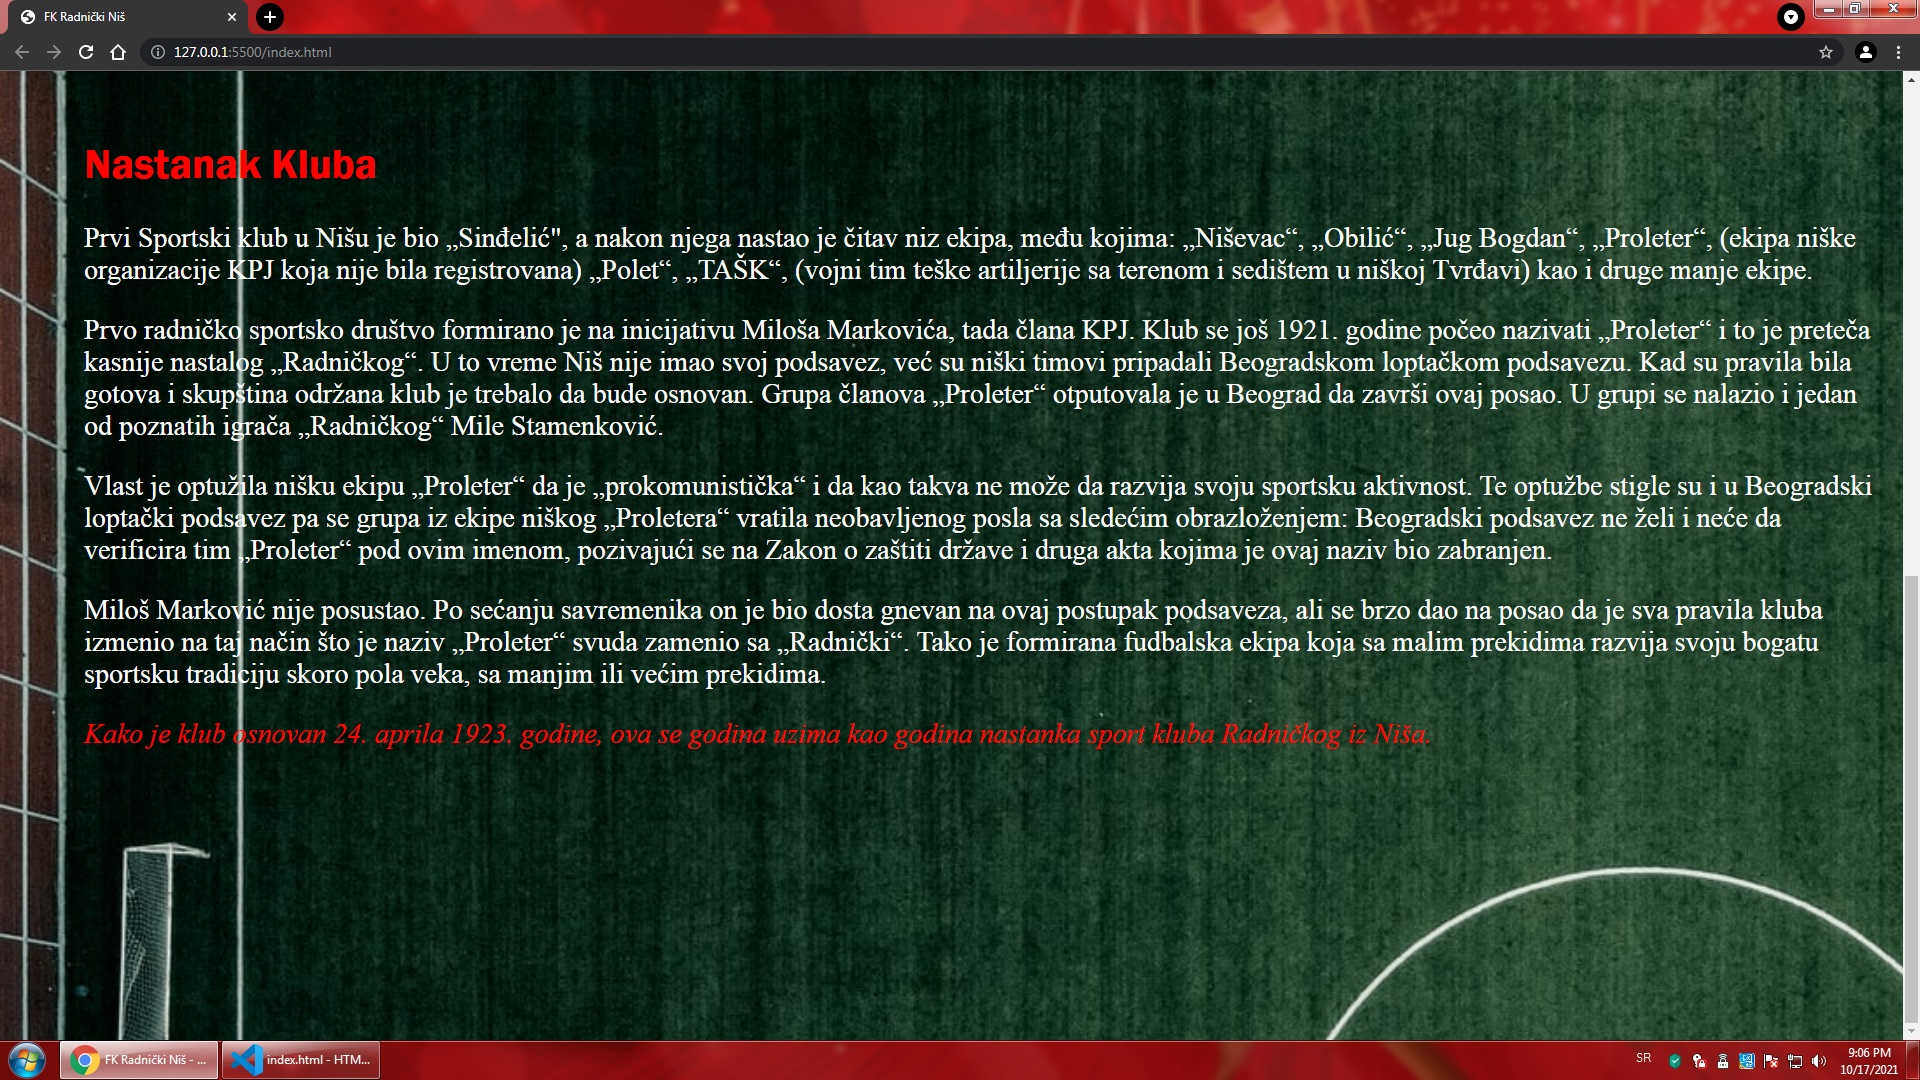 FK Radnički Niš
127.0.0.1:5500/index.html
Nastanak Kluba
Prvi Sportski klub u Nišu je bio „Sinđelić", a nakon njega nastao je čitav niz ekipa, među kojima: „Niševac“, „Obilić“, „Jug Bogdan“, „Proleter“, (ekipa niške
organizacije KPJ koja nije bila registrovana) „Polet“, „TAŠK“, (vojni tim teške artiljerije sa terenom i sedištem u niškoj Tvrđavi) kao i druge manje ekipe.
Prvo radničko sportsko društvo formirano je na inicijativu Miloša Markovića, tada člana KPJ. Klub se još 1921. godine počeo nazivati „Proleter“ i to je preteča
kasnije nastalog „Radničkog“. U to vreme Niš nije imao svoj podsavez, već su niški timovi pripadali Beogradskom loptačkom podsavezu. Kad su pravila bila
gotova i skupština održana klub je trebalo da bude osnovan. Grupa članova „Proleter“ otputovala je u Beograd da završi ovaj posao. U grupi se nalazio i jedan
od poznatih igrača „Radničkog“ Mile Stamenković.
Vlast je optužila nišku ekipu „Proleter“ da je „prokomunistička“ i da kao takva ne može da razvija svoju sportsku aktivnost. Te optužbe stigle su i u Beogradski
loptački podsavez pa se grupa iz ekipe niškog „Proletera“ vratila neobavljenog posla sa sledećim obrazloženjem: Beogradski podsavez ne želi i neće da
verificira tim „Proleter“ pod ovim imenom, pozivajući se na Zakon o zaštiti države i druga akta kojima je ovaj naziv bio zabranjen.
Miloš Marković nije posustao. Po sećanju savremenika on je bio dosta gnevan na ovaj postupak podsaveza, ali se brzo dao na posao da je sva pravila kluba
izmenio na taj način što je naziv „Proleter“ svuda zamenio sa „Radnički“. Tako je formirana fudbalska ekipa koja sa malim prekidima razvija svoju bogatu
sportsku tradiciju skoro pola veka, sa manjim ili većim prekidima.
Kako je klub osnovan 24. aprila 1923. godine, ova se godina uzima kao godina nastanka sport kluba Radničkog iz Niša.
FK Radnički Niš - ...
index.html - HTM...
SR
9:06 PM
10/17/2021